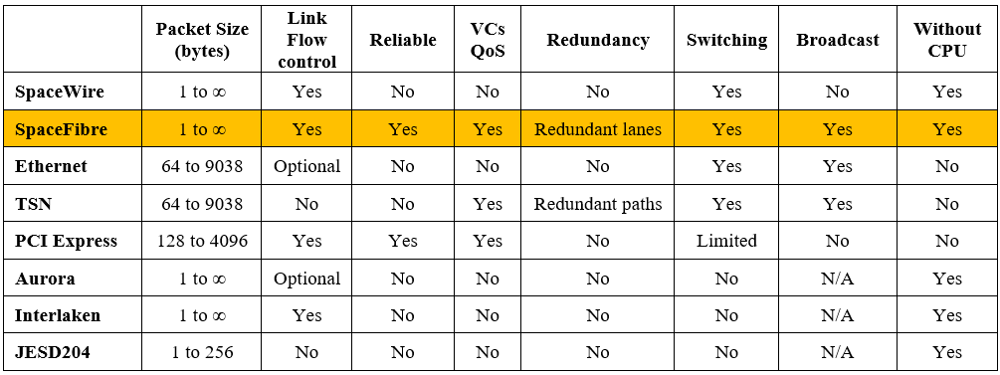 Packet Size (bytes) Link Flow control Reliable VCs QoS Redundancy Switching Broadcast Without CPU
SpaceWire 1 to ∞ Yes No No No Yes No Yes
SpaceFibre 1 to ∞ Yes Yes Yes Redundant lanes Yes Yes Yes
Ethernet 64 to 9038 Optional No No No Yes Yes No
TSN 64 to 9038 No No Yes Redundant paths Yes Yes No
PCI Express 128 to 4096 Yes Yes Yes No Limited No No
Aurora 1 to ∞ Optional No No No No N/A Yes
Interlaken 1 to ∞ Yes No No No No N/A Yes
JESD204 1 to 256 No No No No No N/A Yes